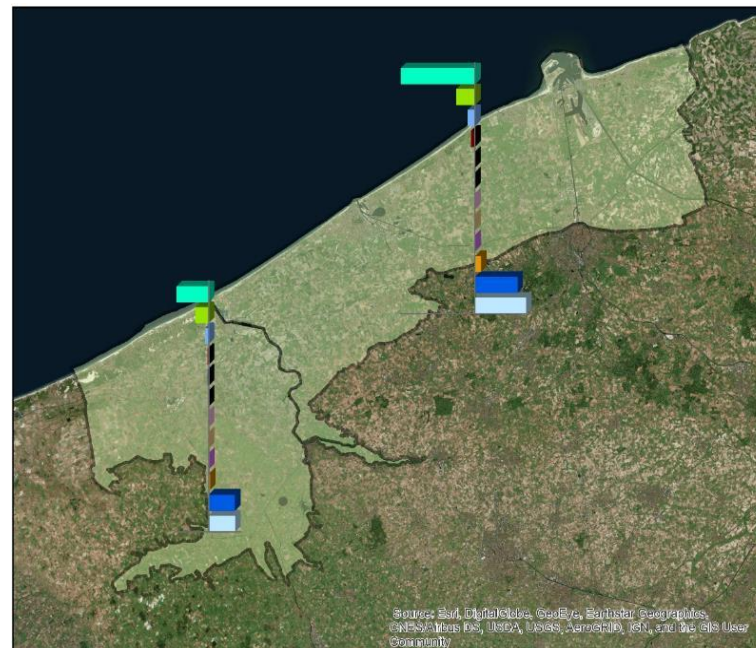 Source: Esri, DigitalGlobe, GeoEye, Earthstar Geographics,
CNES/Airbus DS, USDA, USGS, AeroGRID, IGN, and the GIS User
Community